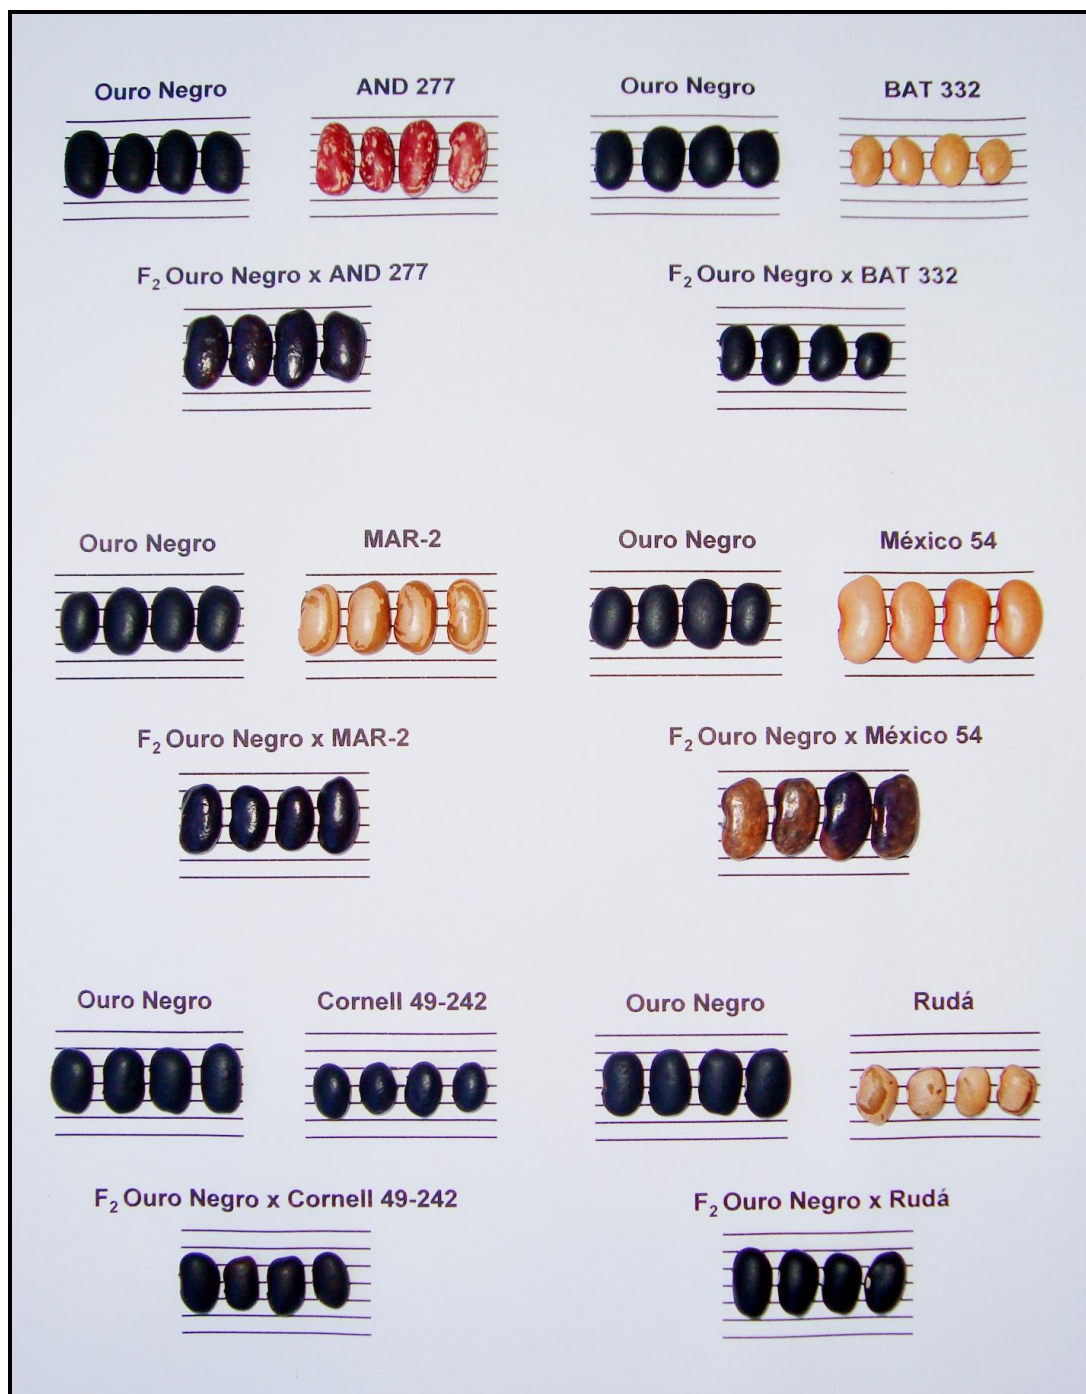 Ouro Negro
AND 277
Ouro Negro
BAT 332
F₂ Ouro Negro x AND 277
F₂ Ouro Negro x BAT 332
Ouro Negro
MAR-2
Ouro Negro
México 54
F₂ Ouro Negro x MAR-2
F₂ Ouro Negro x México 54
Ouro Negro
Cornell 49-242
Ouro Negro
Rudá
F₂ Ouro Negro x Cornell 49-242
F₂ Ouro Negro x Rudá